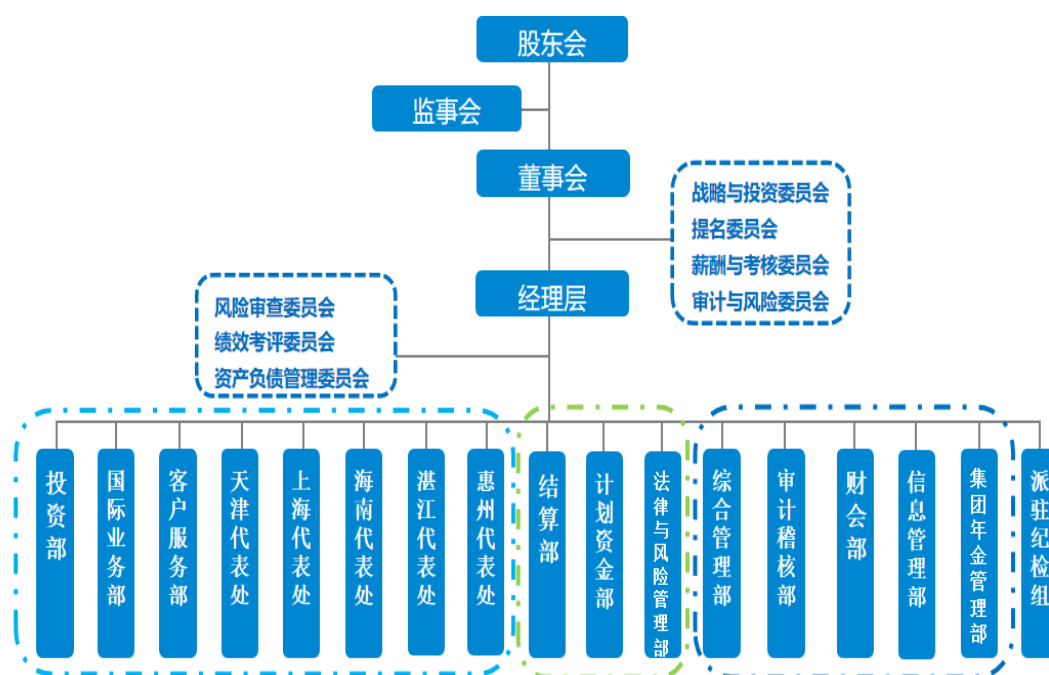 股东会
监事会
董事会
战略与投资委员会
提名委员会
薪酬与考核委员会
审计与风险委员会
经理层
风险审查委员会
绩效考评委员会
资产负债管理委员会
投资部
国际业务部
客户服务部
天津代表处
上海代表处
海南代表处
湛江代表处
惠州代表处
结算部
计划资金部
法律与风险管理部
综合管理部
审计稽核部
财会部
信息管理部
集团年金管理部
派驻纪检组